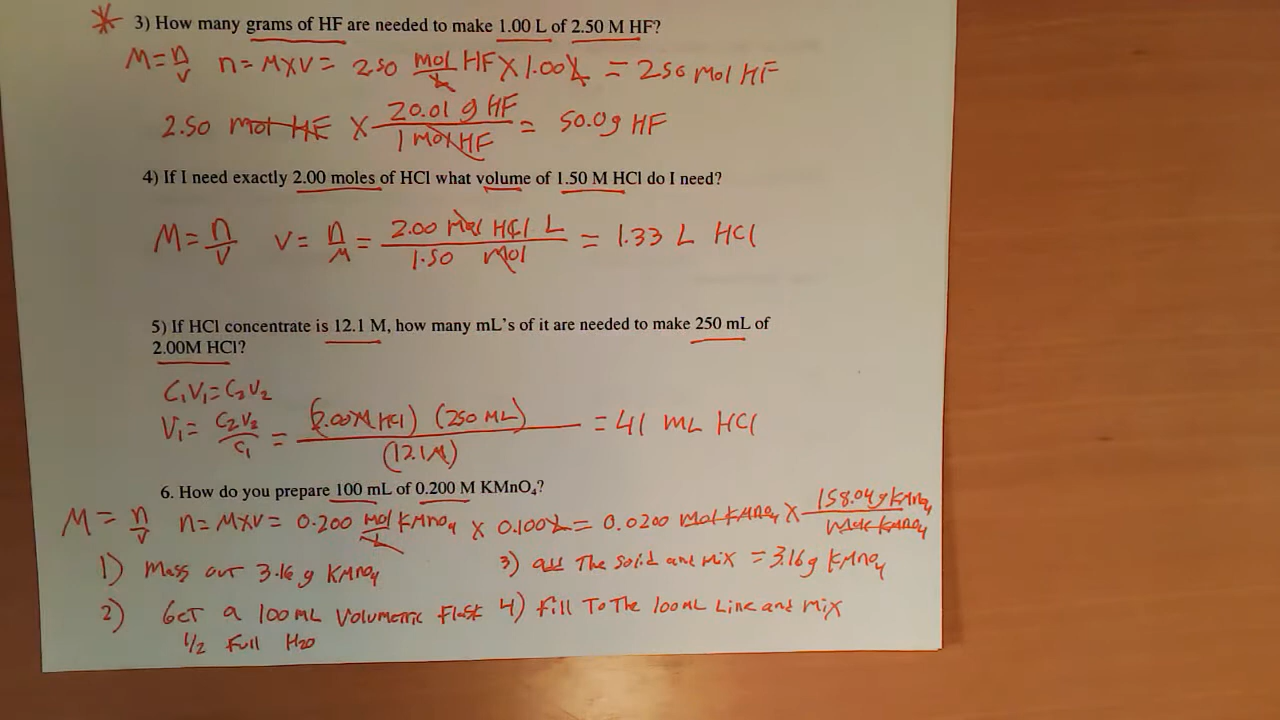 * 3) How many grams of HF are needed to make 1.00 L of 2.50 M HF?
M = n/v n = M x V = 2.50 mol/L HF x 1.00 L = 2.50 mol HF
2.50 mol HF x 20.01 g HF / 1 mol HF = 50.0g HF
4) If I need exactly 2.00 moles of HCl what volume of 1.50 M HCl do I need?
M = n/v v = n/M = 2.00 mol HCl L / 1.50 mol = 1.33 L HCl
5) If HCl concentrate is 12.1 M, how many mL's of it are needed to make 250 mL of
2.00M HCl?
C₁V₁ = C₂V₂
V₁ = C₂V₂/C₁ = (2.00M HCl) (250 mL) / (12.1M) = 41 mL HCl
6. How do you prepare 100 mL of 0.200 M KMnO₄?
M = n/v n = M x V = 0.200 mol/L KMnO₄ x 0.100 L = 0.0200 mol KMnO₄ x 158.04 g KMnO₄ / mol KMnO₄
= 3.16 g KMnO₄
1) Mass out 3.16 g KMnO₄
2) Get a 100 mL Volumetric Flask
1/2 Full H2O
3) add The Solid and Mix
4) Fill To The 100 mL Line and Mix